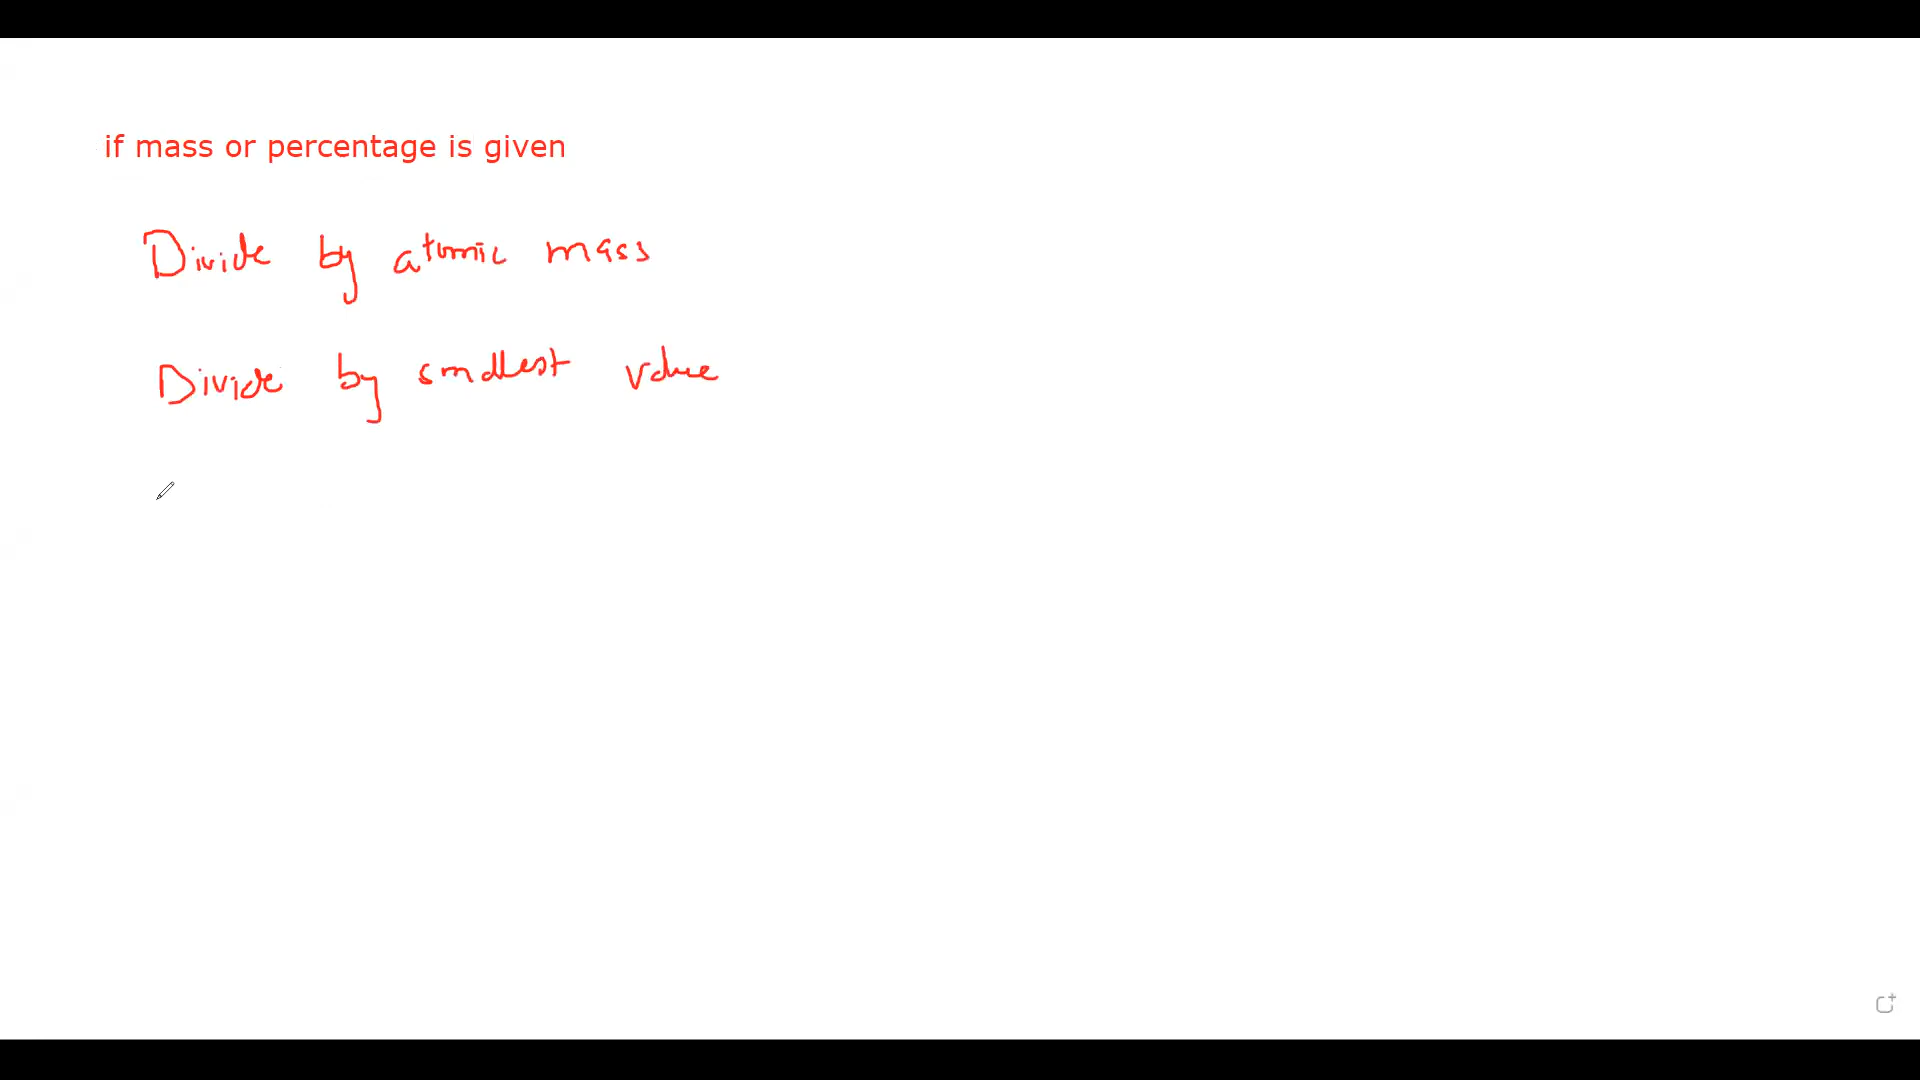 if mass or percentage is given
Divide by atomic mass
Divide by smallest value